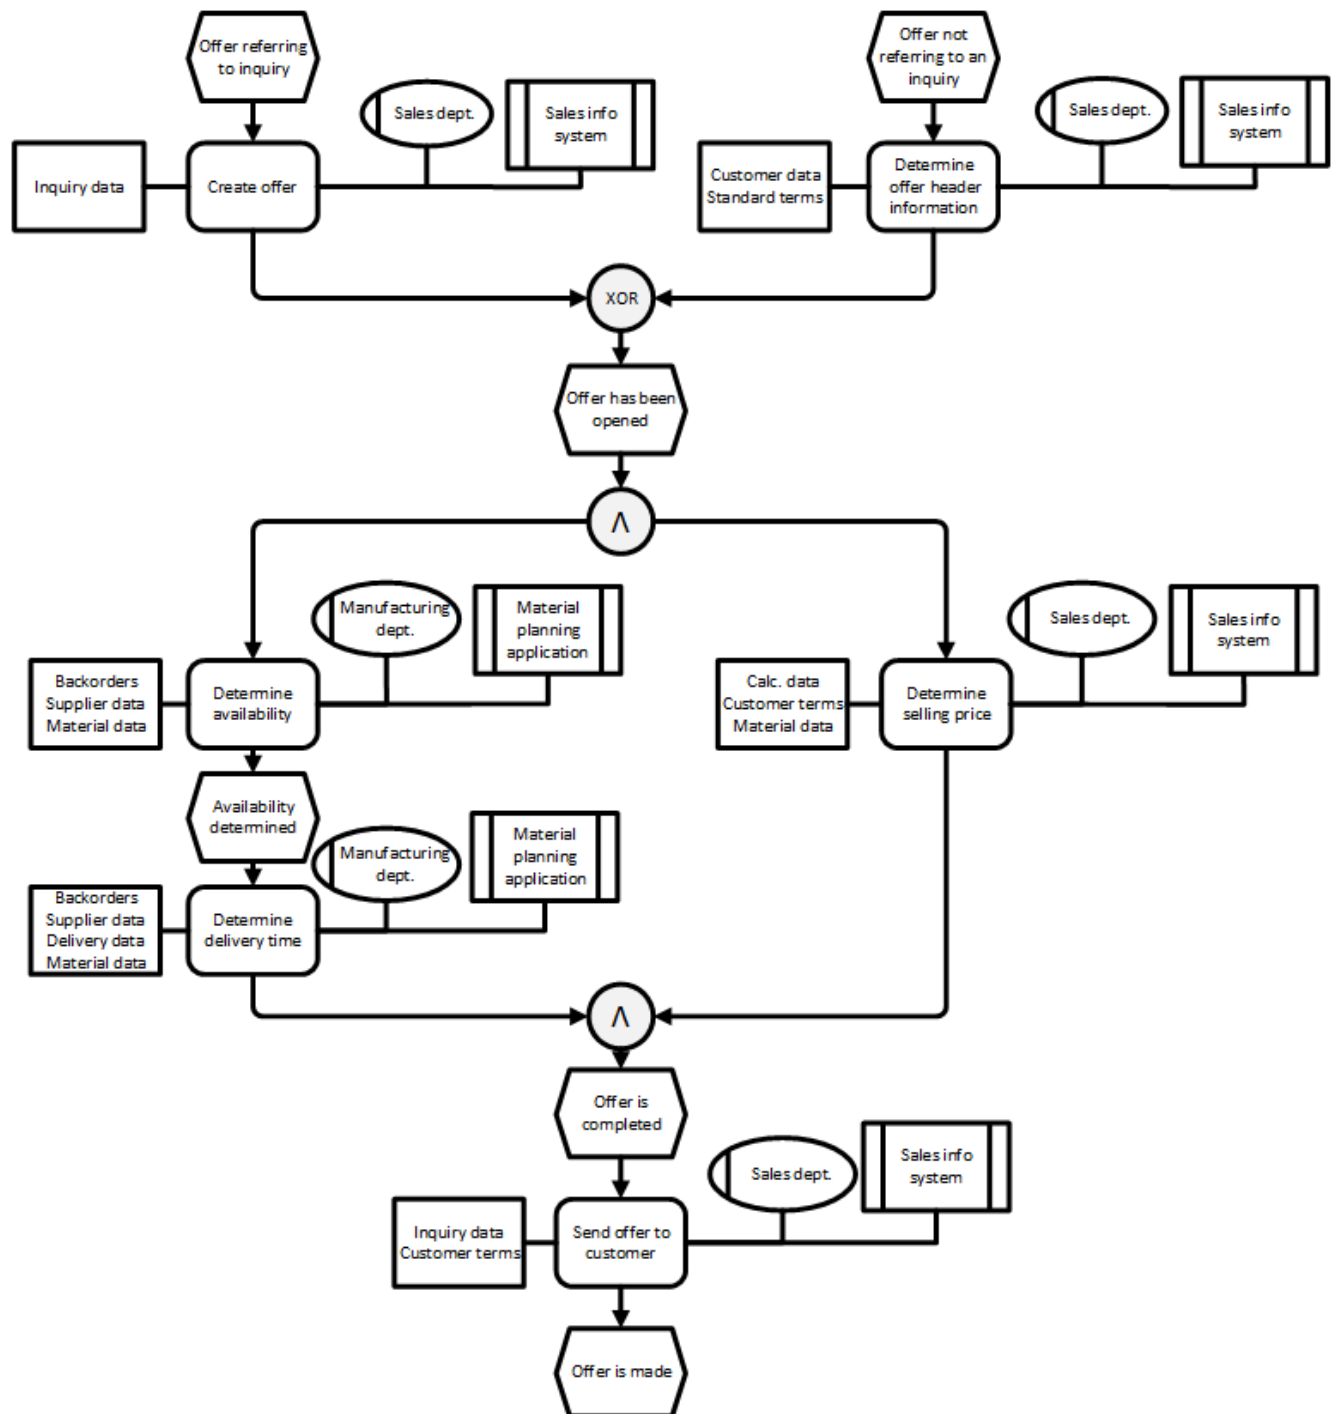 Offer referring
to inquiry
Offer not
referring to an
inquiry
Sales dept.
Sales info
system
Sales dept.
Sales info
system
Inquiry data
Create offer
Customer data
Standard terms
Determine
offer header
information
XOR
Offer has been
opened
Λ
Manufacturing
dept.
Material
planning
application
Sales dept.
Sales info
system
Backorders
Supplier data
Material data
Determine
availability
Calc. data
Customer terms
Material data
Determine
selling price
Availability
determined
Manufacturing
dept.
Material
planning
application
Backorders
Supplier data
Delivery data
Material data
Determine
delivery time
Λ
Offer is
completed
Sales dept.
Sales info
system
Inquiry data
Customer terms
Send offer to
customer
Offer is made